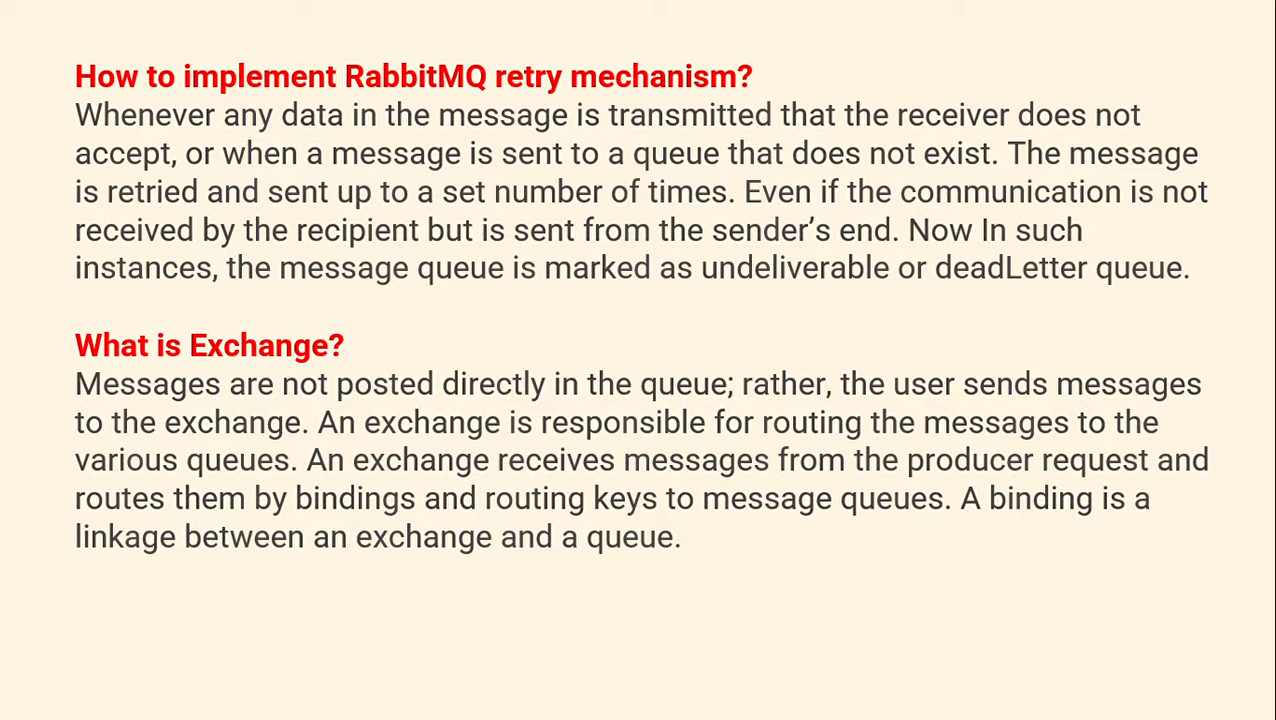 How to implement RabbitMQ retry mechanism?
Whenever any data in the message is transmitted that the receiver does not
accept, or when a message is sent to a queue that does not exist. The message
is retried and sent up to a set number of times. Even if the communication is not
received by the recipient but is sent from the sender’s end. Now In such
instances, the message queue is marked as undeliverable or deadLetter queue.
What is Exchange?
Messages are not posted directly in the queue; rather, the user sends messages
to the exchange. An exchange is responsible for routing the messages to the
various queues. An exchange receives messages from the producer request and
routes them by bindings and routing keys to message queues. A binding is a
linkage between an exchange and a queue.